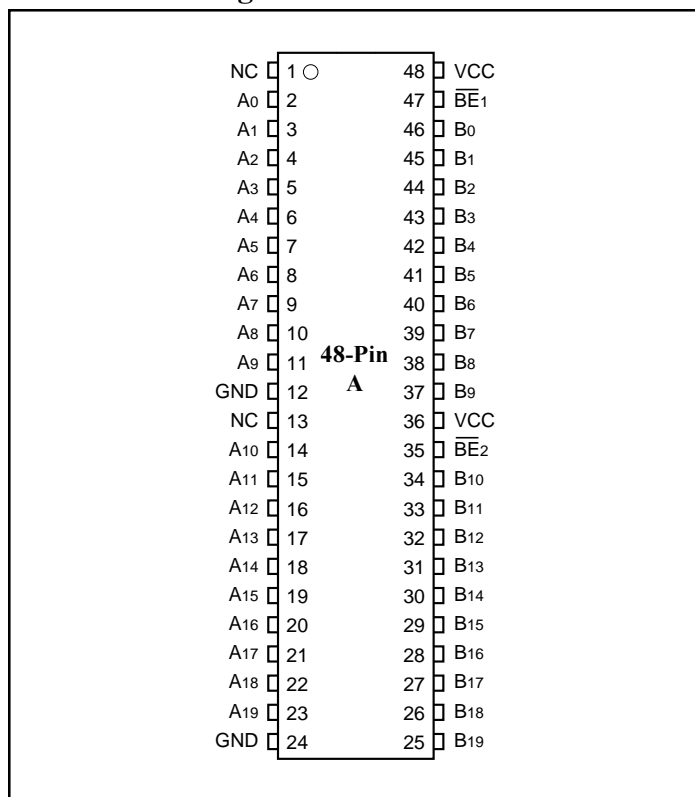 NC 1 48 VCC
A0 2 47 B̅E̅1
A1 3 46 B0
A2 4 45 B1
A3 5 44 B2
A4 6 43 B3
A5 7 42 B4
A6 8 41 B5
A7 9 40 B6
A8 10 39 B7
A9 11 48-Pin 38 B8
GND 12 A 37 B9
NC 13 36 VCC
A10 14 35 B̅E̅2
A11 15 34 B10
A12 16 33 B11
A13 17 32 B12
A14 18 31 B13
A15 19 30 B14
A16 20 29 B15
A17 21 28 B16
A18 22 27 B17
A19 23 26 B18
GND 24 25 B19